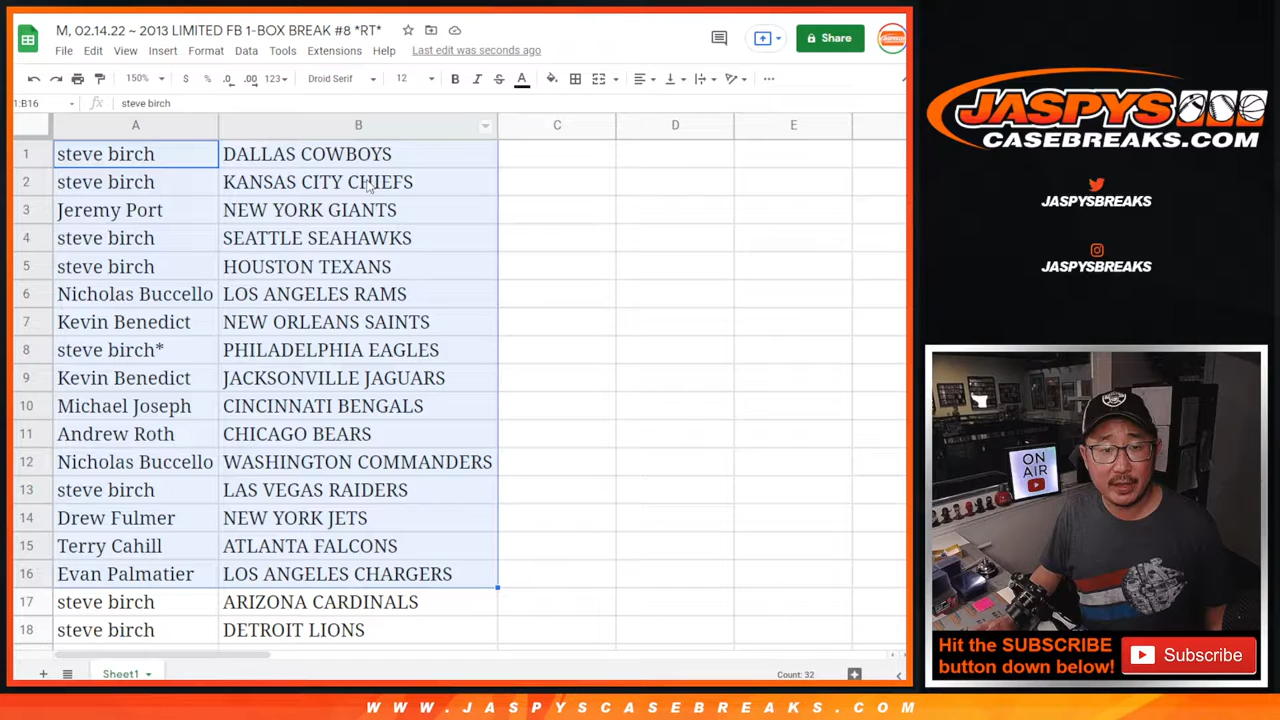 M, 02.14.22 ~ 2013 LIMITED FB 1-BOX BREAK #8 *RT*
File Edit View Insert Format Data Tools Extensions Help Last edit was seconds ago
Share
150% $ % .0 .00 123 Droid Serif 12 B I S A
1:B16 fx steve birch
A B C D E
1 steve birch DALLAS COWBOYS
2 steve birch KANSAS CITY CHIEFS
3 Jeremy Port NEW YORK GIANTS
4 steve birch SEATTLE SEAHAWKS
5 steve birch HOUSTON TEXANS
6 Nicholas Buccello LOS ANGELES RAMS
7 Kevin Benedict NEW ORLEANS SAINTS
8 steve birch* PHILADELPHIA EAGLES
9 Kevin Benedict JACKSONVILLE JAGUARS
10 Michael Joseph CINCINNATI BENGALS
11 Andrew Roth CHICAGO BEARS
12 Nicholas Buccello WASHINGTON COMMANDERS
13 steve birch LAS VEGAS RAIDERS
14 Drew Fulmer NEW YORK JETS
15 Terry Cahill ATLANTA FALCONS
16 Evan Palmatier LOS ANGELES CHARGERS
17 steve birch ARIZONA CARDINALS
18 steve birch DETROIT LIONS
Sheet1
Count: 32
JASPYS
CASEBREAKS.COM
JASPYSBREAKS
JASPYSBREAKS
ON
AIR
Hit the SUBSCRIBE
button down below!
Subscribe
WWW.JASPYSCASEBREAKS.COM